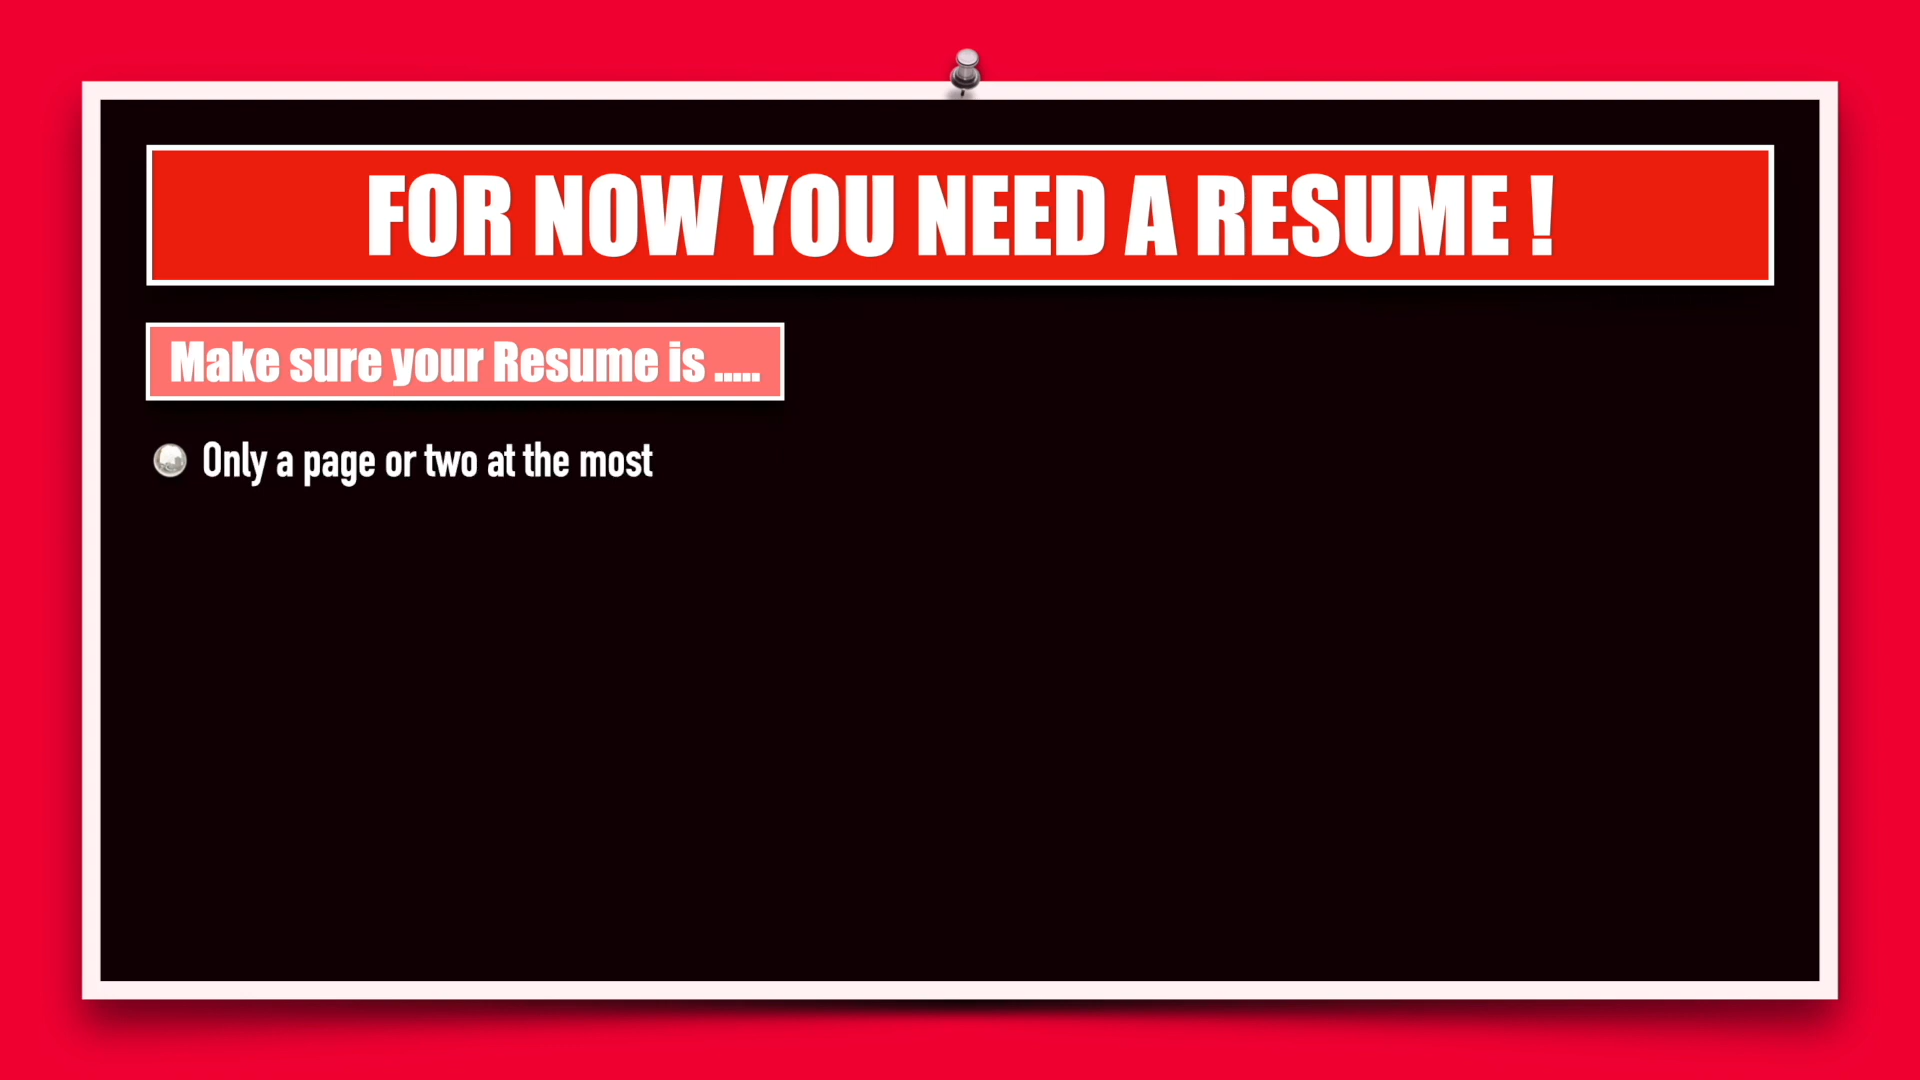 FOR NOW YOU NEED A RESUME !
Make sure your Resume is .....
Only a page or two at the most